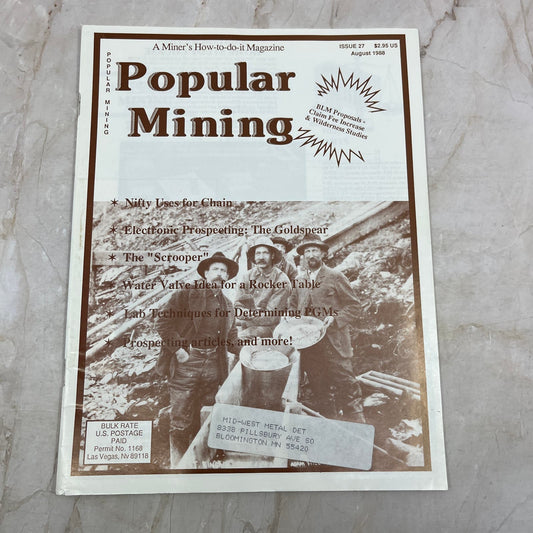 A Miner's How-to-do-it Magazine
ISSUE 27 $2.95 US
August 1988
POPULAR MINING
Popular
Mining
BLM Proposals -
Claim Fee Increase
& Wilderness Studies
✶ Nifty Uses for Chain
✶ Electronic Prospecting: The Goldspear
✶ The "Scrooper"
✶ Water Valve Idea for a Rocker Table
✶ Lab Techniques for Determining PGMs
✶ Prospecting articles, and more!
BULK RATE
U.S. POSTAGE
PAID
Permit No. 1168
Las Vegas, Nv 89118
MID-WEST METAL DET
8338 PILLSBURY AVE SO
BLOOMINGTON MN 55420